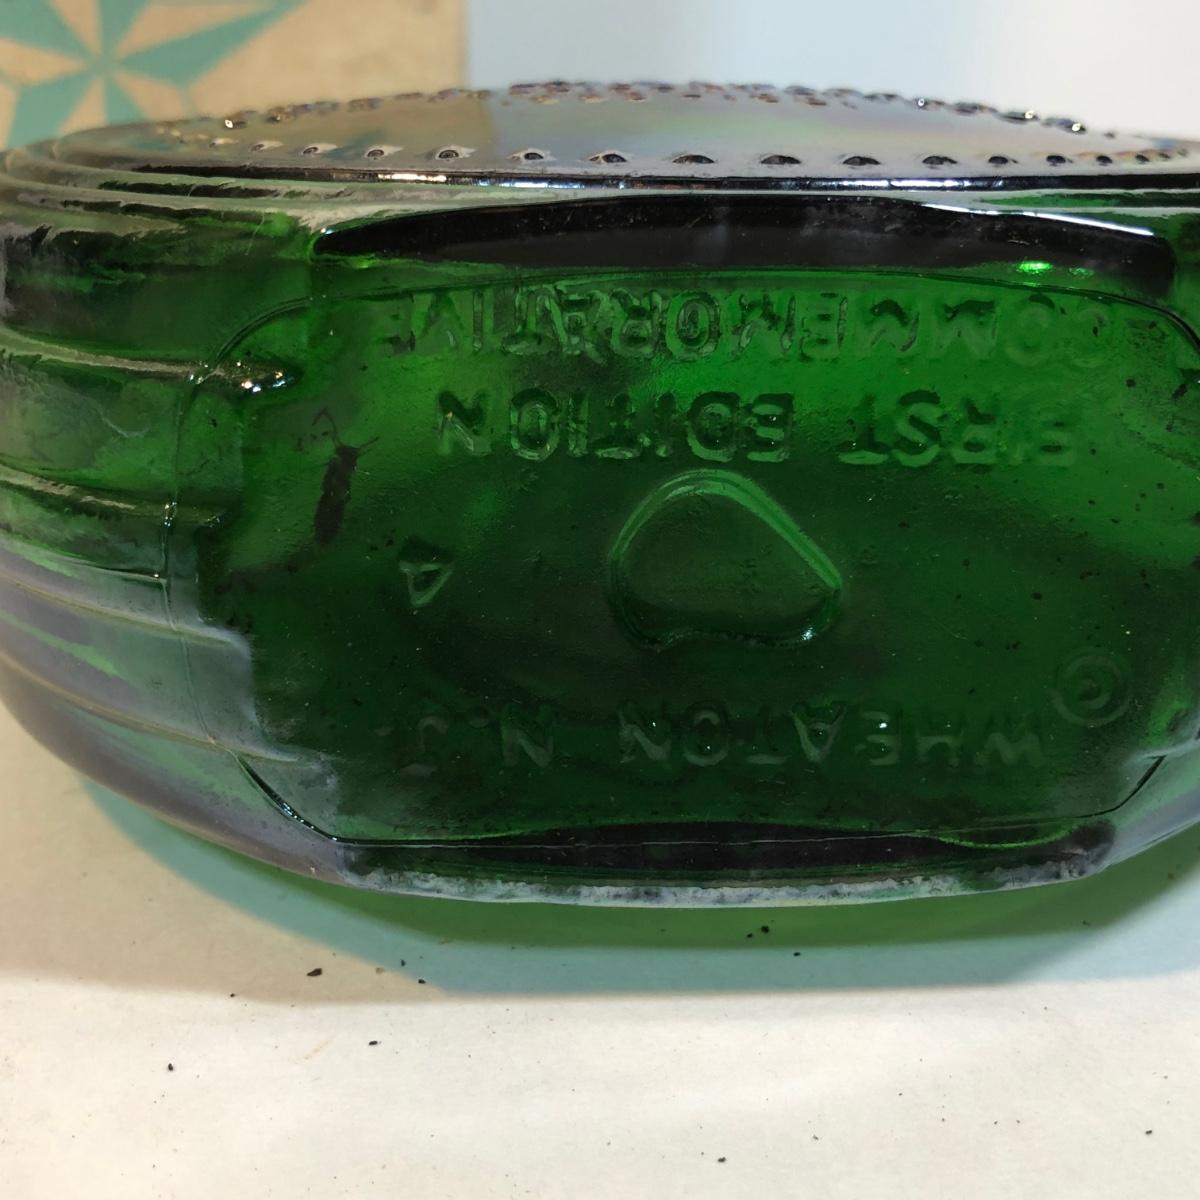 © WHEATON N.J.
FIRST EDITION
COMMEMORATIVE